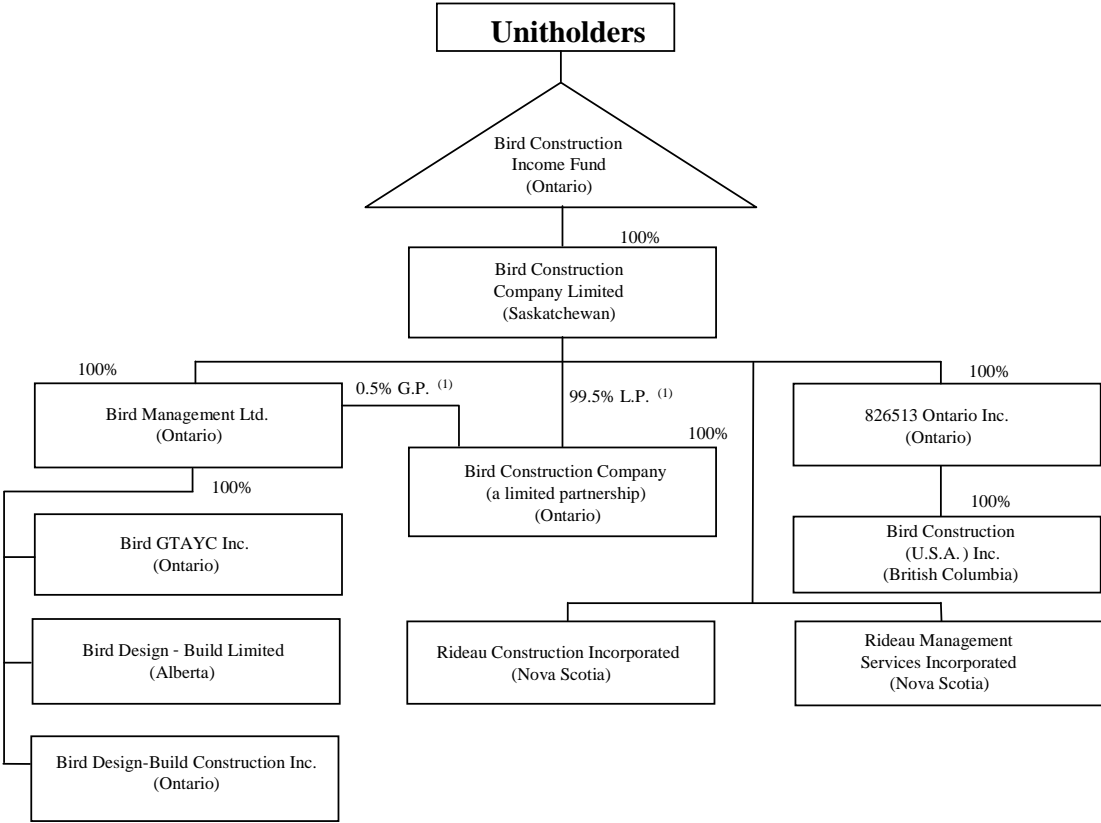 Unitholders
Bird Construction
Income Fund
(Ontario)
100%
Bird Construction
Company Limited
(Saskatchewan)
100%
Bird Management Ltd.
(Ontario)
0.5% G.P. (1)
99.5% L.P. (1)
100%
Bird Construction Company
(a limited partnership)
(Ontario)
100%
826513 Ontario Inc.
(Ontario)
100%
Bird GTAYC Inc.
(Ontario)
100%
Bird Construction
(U.S.A. ) Inc.
(British Columbia)
Bird Design - Build Limited
(Alberta)
Rideau Construction Incorporated
(Nova Scotia)
Rideau Management
Services Incorporated
(Nova Scotia)
Bird Design-Build Construction Inc.
(Ontario)